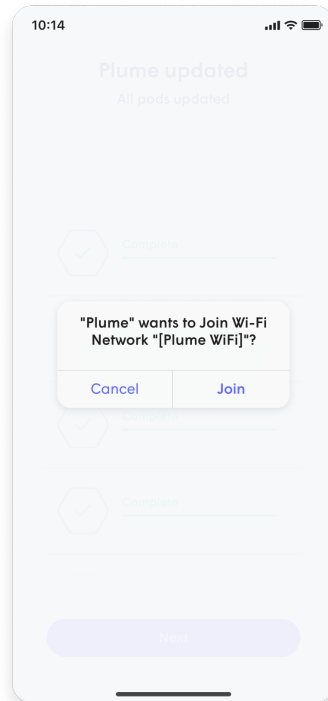 10:14
Plume updated
All pods updated
Complete
"Plume" wants to Join Wi-Fi
Network "[Plume WiFi]"?
Cancel
Join
Complete
Complete
Next